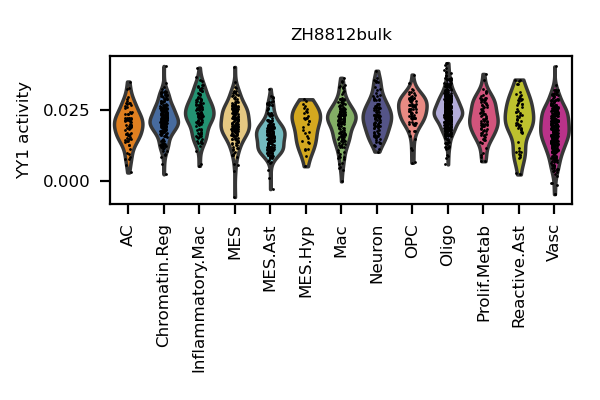 ZH8812bulk
YY1 activity
0.025
0.000
AC
Chromatin.Reg
Inflammatory.Mac
MES
MES.Ast
MES.Hyp
Mac
Neuron
OPC
Oligo
Prolif.Metab
Reactive.Ast
Vasc